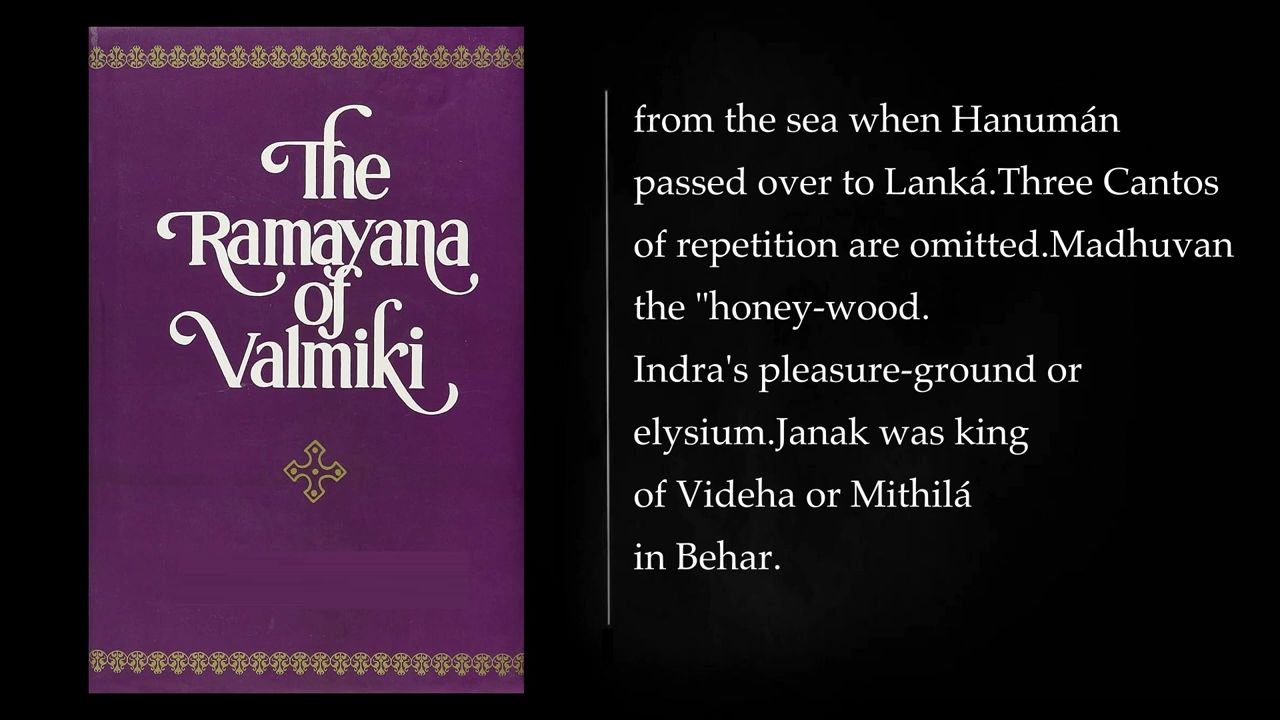 The
Ramayana
of
Valmiki
from the sea when Hanumán
passed over to Lanká.Three Cantos
of repetition are omitted.Madhuvan
the "honey-wood.
Indra's pleasure-ground or
elysium.Janak was king
of Videha or Mithilá
in Behar.